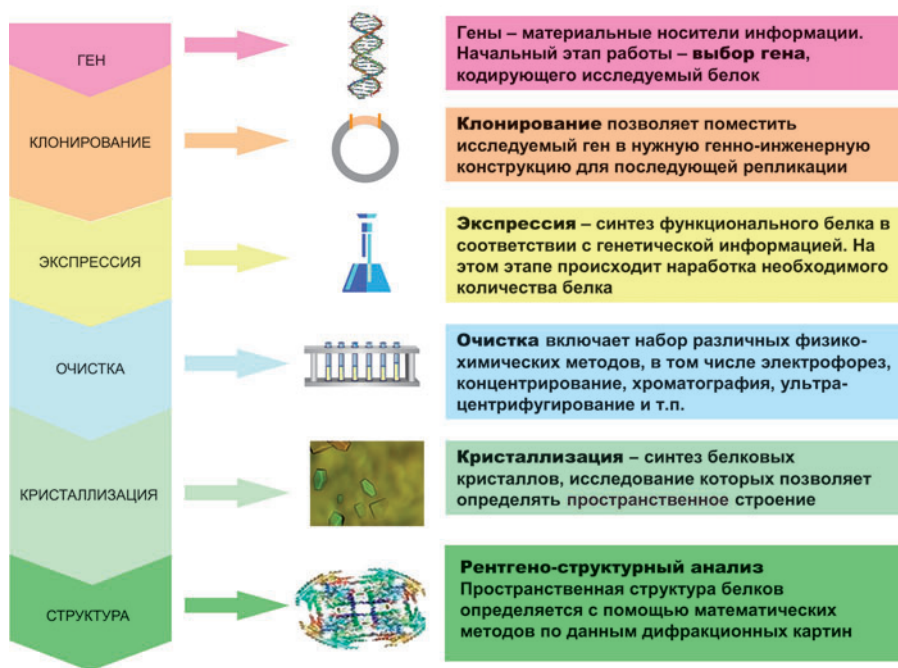 ГЕН
Гены – материальные носители информации.
Начальный этап работы – выбор гена,
кодирующего исследуемый белок
КЛОНИРОВАНИЕ
Клонирование позволяет поместить
исследуемый ген в нужную генно-инженерную
конструкцию для последующей репликации
ЭКСПРЕССИЯ
Экспрессия – синтез функционального белка в
соответствии с генетической информацией. На
этом этапе происходит наработка необходимого
количества белка
ОЧИСТКА
Очистка включает набор различных физико-
химических методов, в том числе электрофорез,
концентрирование, хроматография, ультра-
центрифугирование и т.п.
КРИСТАЛЛИЗАЦИЯ
Кристаллизация – синтез белковых
кристаллов, исследование которых позволяет
определять пространственное строение
СТРУКТУРА
Рентгено-структурный анализ
Пространственная структура белков
определяется с помощью математических
методов по данным дифракционных картин